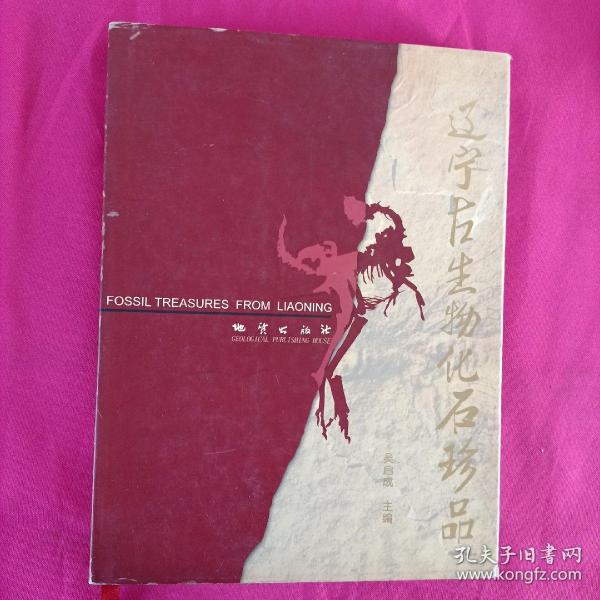 辽宁古生物化石珍品
FOSSIL TREASURES FROM LIAONING
地质出版社
GEOLOGICAL PUBLISHING HOUSE
吴启成 主编
孔夫子旧书网
www.kongfz.com